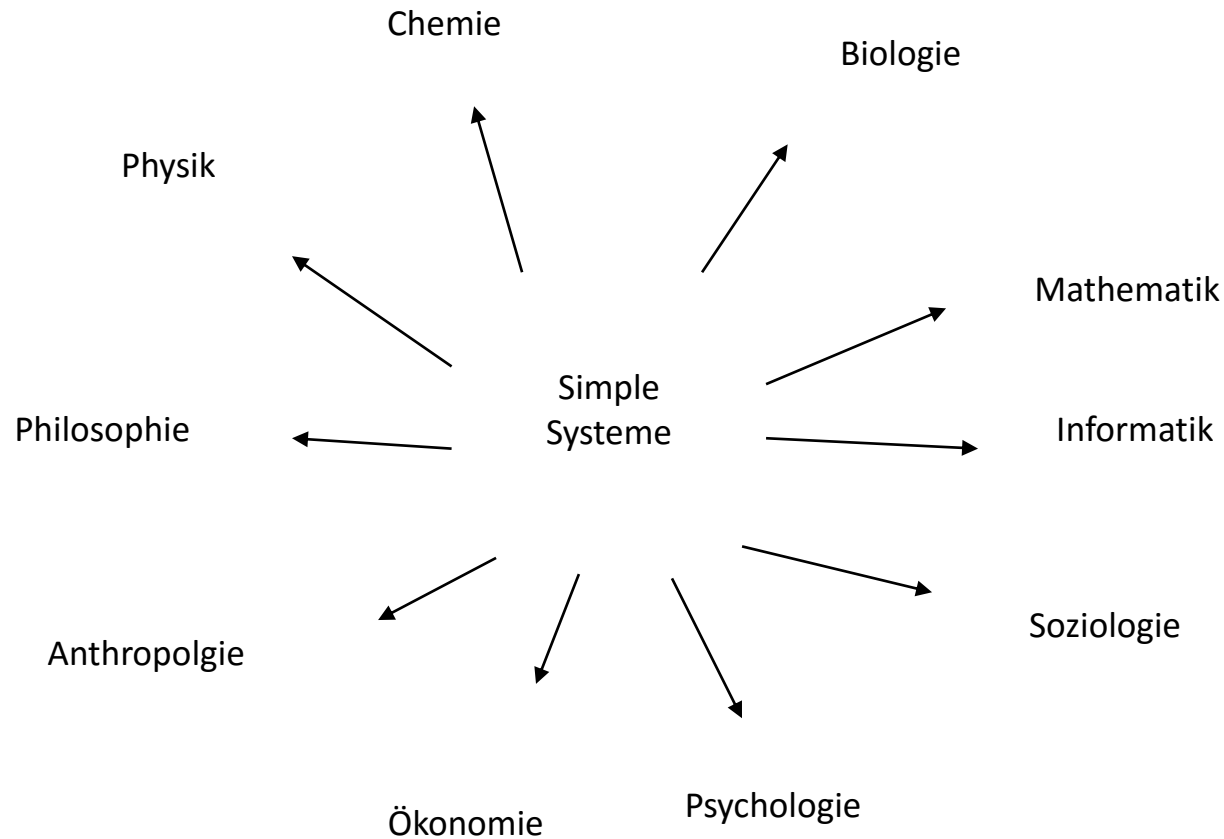 Chemie
Biologie
Physik
Mathematik
Simple
Systeme
Philosophie
Informatik
Anthropolgie
Soziologie
Ökonomie
Psychologie